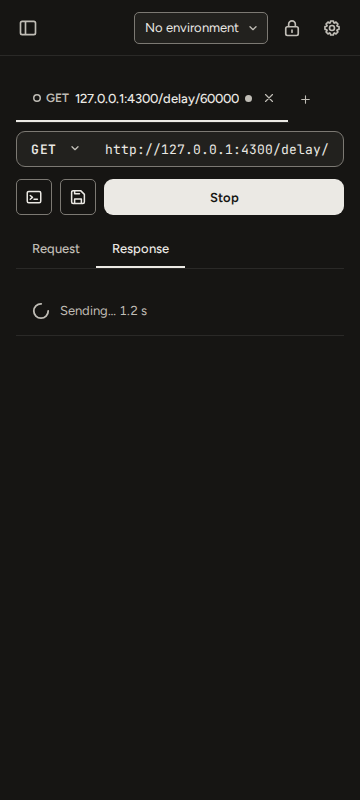 No environment
GET 127.0.0.1:4300/delay/60000
GET http://127.0.0.1:4300/delay/
Stop
Request Response
Sending... 1.2 s